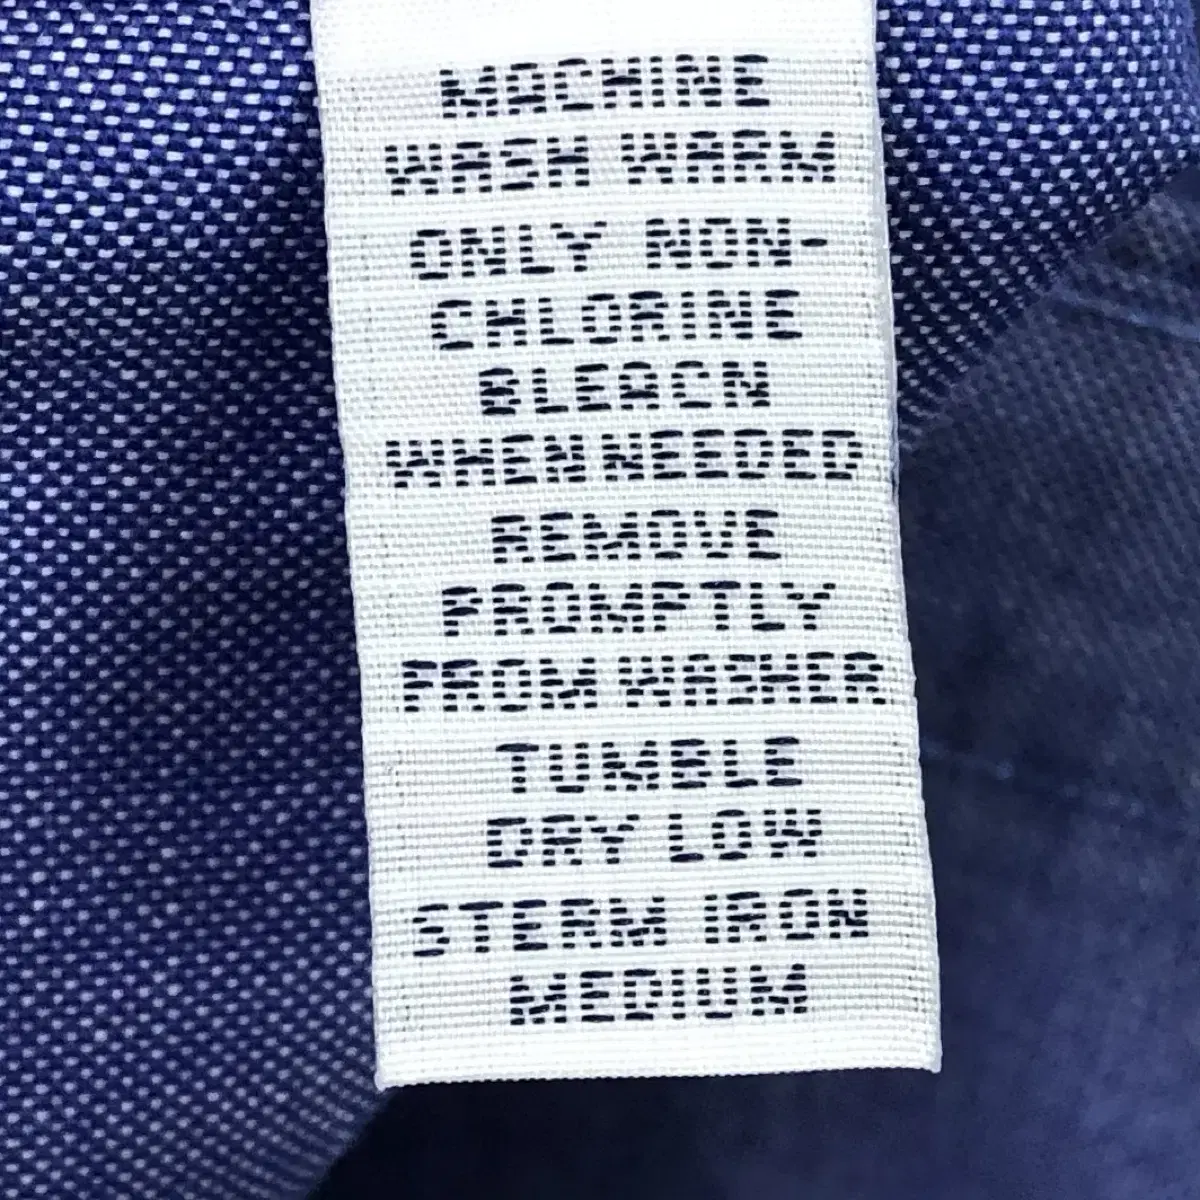 MACHINE
WASH WARM
ONLY NON-
CHLORINE
BLEACN
WHEN NEEDED
REMOVE
PROMPTLY
FROM WASHER
TUMBLE
DRY LOW
STERM IRON
MEDIUM